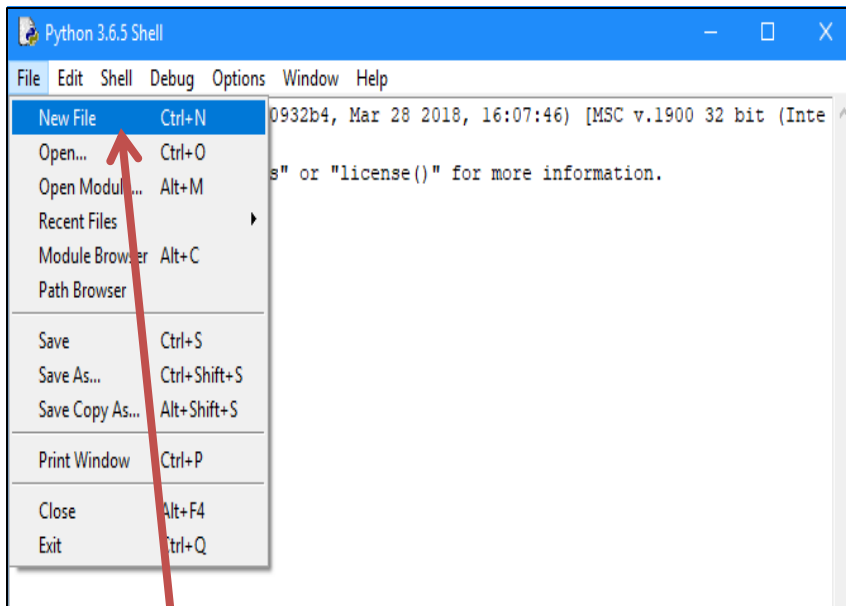 Python 3.6.5 Shell
File Edit Shell Debug Options Window Help
New File Ctrl+N
0932b4, Mar 28 2018, 16:07:46) [MSC v.1900 32 bit (Inte
Open... Ctrl+O
s" or "license()" for more information.
Open Module... Alt+M
Recent Files
Module Browser Alt+C
Path Browser
Save Ctrl+S
Save As... Ctrl+Shift+S
Save Copy As... Alt+Shift+S
Print Window Ctrl+P
Close Alt+F4
Exit Ctrl+Q